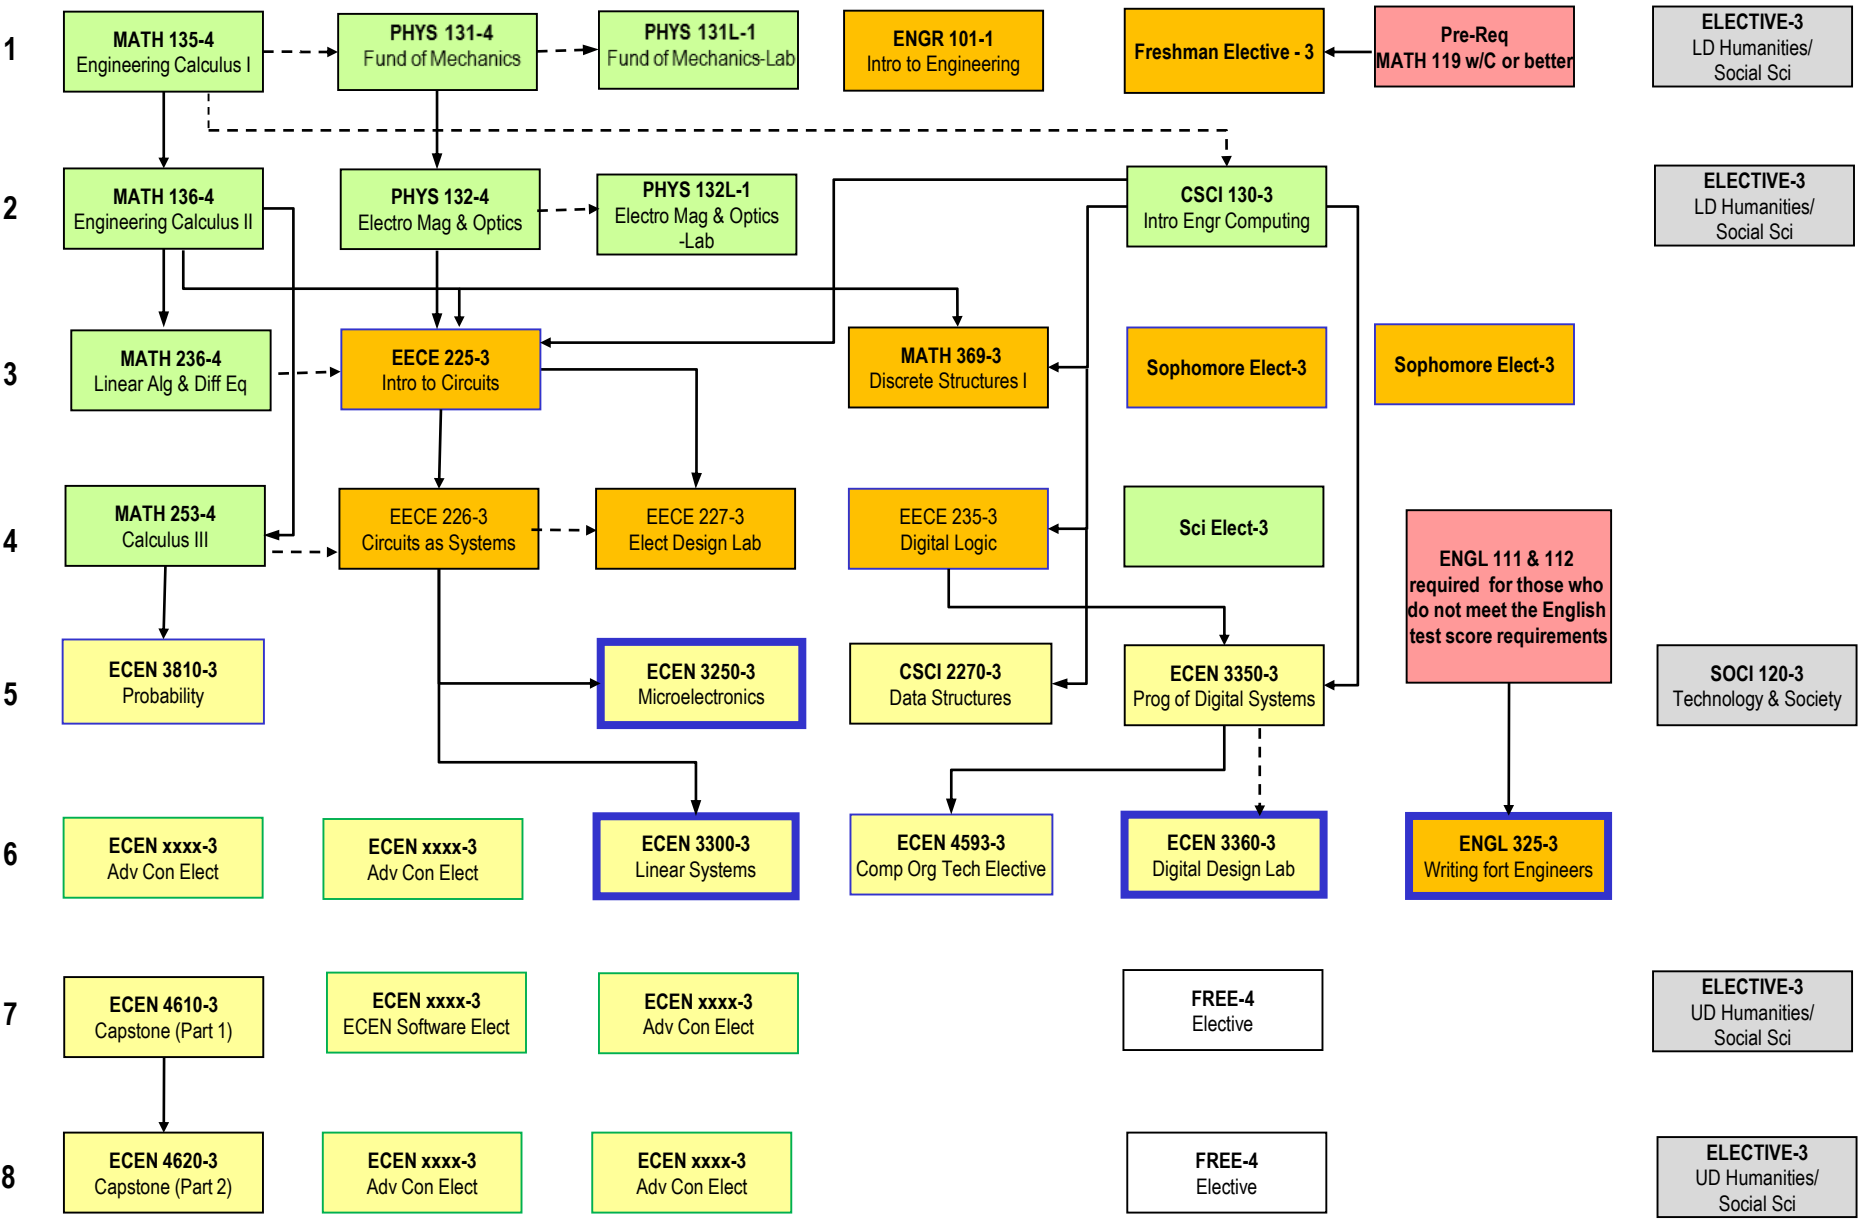 1
MATH 135-4
Engineering Calculus I
PHYS 131-4
Fund of Mechanics
PHYS 131L-1
Fund of Mechanics-Lab
ENGR 101-1
Intro to Engineering
Freshman Elective - 3
Pre-Req
MATH 119 w/C or better
ELECTIVE-3
LD Humanities/
Social Sci
2
MATH 136-4
Engineering Calculus II
PHYS 132-4
Electro Mag & Optics
PHYS 132L-1
Electro Mag & Optics
-Lab
CSCI 130-3
Intro Engr Computing
ELECTIVE-3
LD Humanities/
Social Sci
3
MATH 236-4
Linear Alg & Diff Eq
EECE 225-3
Intro to Circuits
MATH 369-3
Discrete Structures I
Sophomore Elect-3
Sophomore Elect-3
4
MATH 253-4
Calculus III
EECE 226-3
Circuits as Systems
EECE 227-3
Elect Design Lab
EECE 235-3
Digital Logic
Sci Elect-3
ENGL 111 & 112
required for those who
do not meet the English
test score requirements
5
ECEN 3810-3
Probability
ECEN 3250-3
Microelectronics
CSCI 2270-3
Data Structures
ECEN 3350-3
Prog of Digital Systems
SOCI 120-3
Technology & Society
6
ECEN xxxx-3
Adv Con Elect
ECEN xxxx-3
Adv Con Elect
ECEN 3300-3
Linear Systems
ECEN 4593-3
Comp Org Tech Elective
ECEN 3360-3
Digital Design Lab
ENGL 325-3
Writing fort Engineers
7
ECEN 4610-3
Capstone (Part 1)
ECEN xxxx-3
ECEN Software Elect
ECEN xxxx-3
Adv Con Elect
FREE-4
Elective
ELECTIVE-3
UD Humanities/
Social Sci
8
ECEN 4620-3
Capstone (Part 2)
ECEN xxxx-3
Adv Con Elect
ECEN xxxx-3
Adv Con Elect
FREE-4
Elective
ELECTIVE-3
UD Humanities/
Social Sci